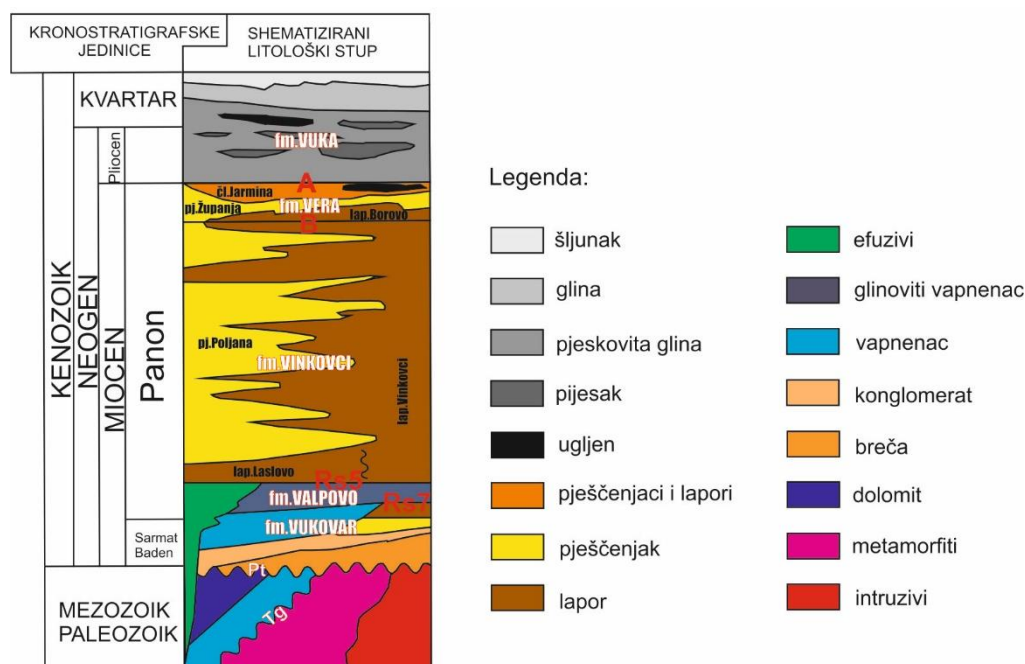 KRONOSTRATIGRAFSKE
JEDINICE
SHEMATIZIRANI
LITOLOŠKI STUP
KENOZOIK
NEOGEN
MIOCEN
KVARTAR
Pliocen
Panon
Sarmat
Baden
MEZOZOIK
PALEOZOIK
fm.VUKA
A
čl.Jarmina
pj.Županja
fm.VERA
lap.Borovo
B
pj.Poljana
fm.VINKOVCI
lap.Vinkovci
lap.Laslovo
Rs5
fm.VALPOVO
Rs7
fm.VUKOVAR
Pt
Tg
Legenda:
šljunak
glina
pjeskovita glina
pijesak
ugljen
pješčenjaci i lapori
pješčenjak
lapor
efuzivi
glinoviti vapnenac
vapnenac
konglomerat
breča
dolomit
metamorfiti
intruzivi